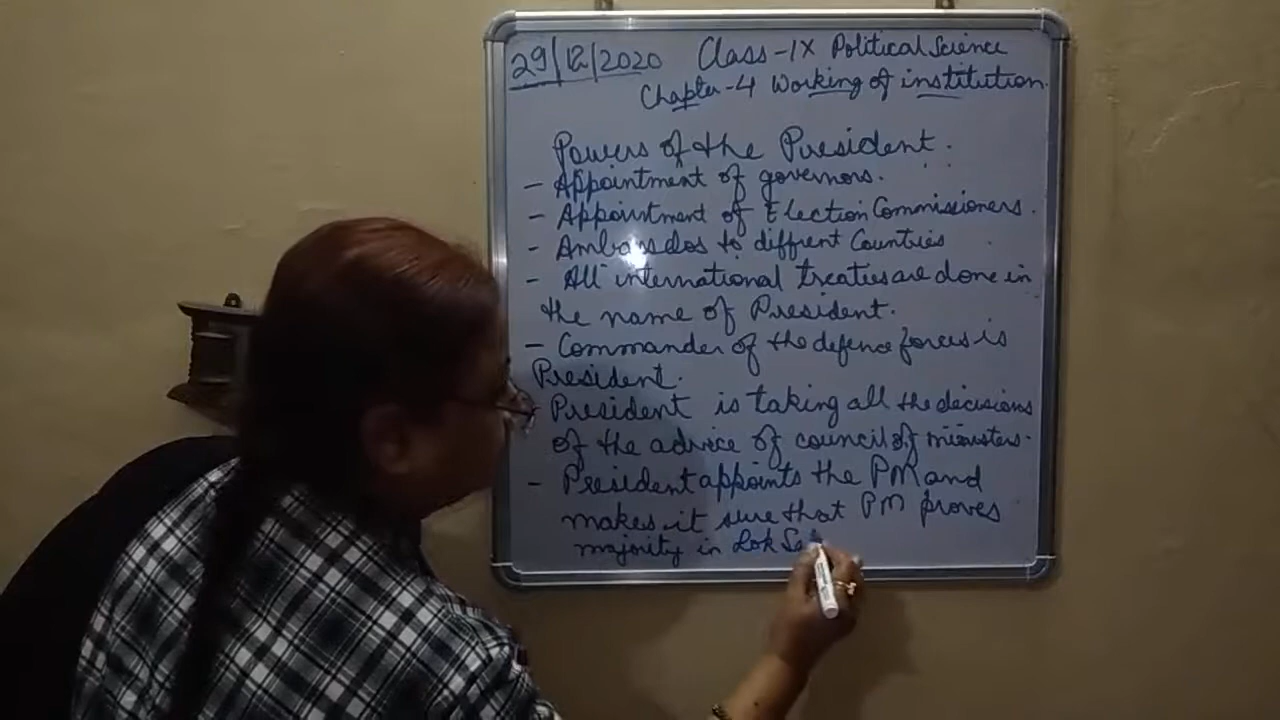 29/12/2020 Class-IX Political Science
Chapter-4 Working of institution.
Powers of the President.
- Appointment of governors.
- Appointment of Election Commissioners.
- Ambassdos to diffrent Countries
- All international treaties are done in
the name of President.
- Commander of the defence forces is
President.
President is taking all the decisions
of the advice of council of ministers.
- President appoints the PM and
makes it sure that PM proves
majority in Lok Sa